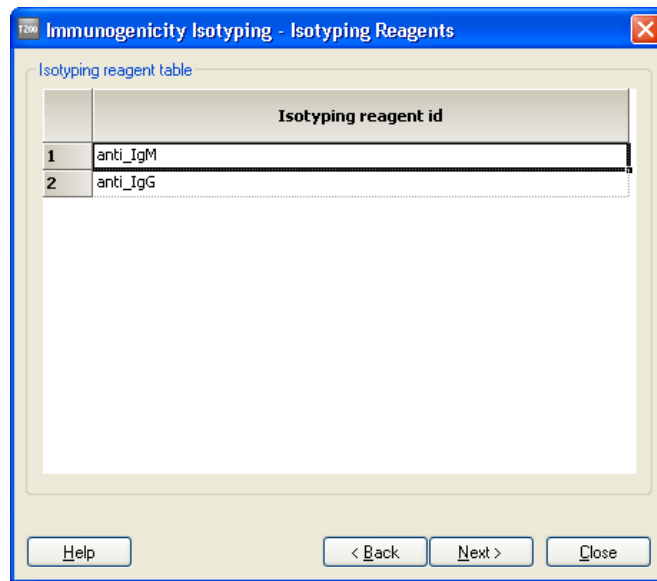 T200 Immunogenicity Isotyping - Isotyping Reagents
Isotyping reagent table
Isotyping reagent id
1 anti_IgM
2 anti_IgG
Help < Back Next > Close